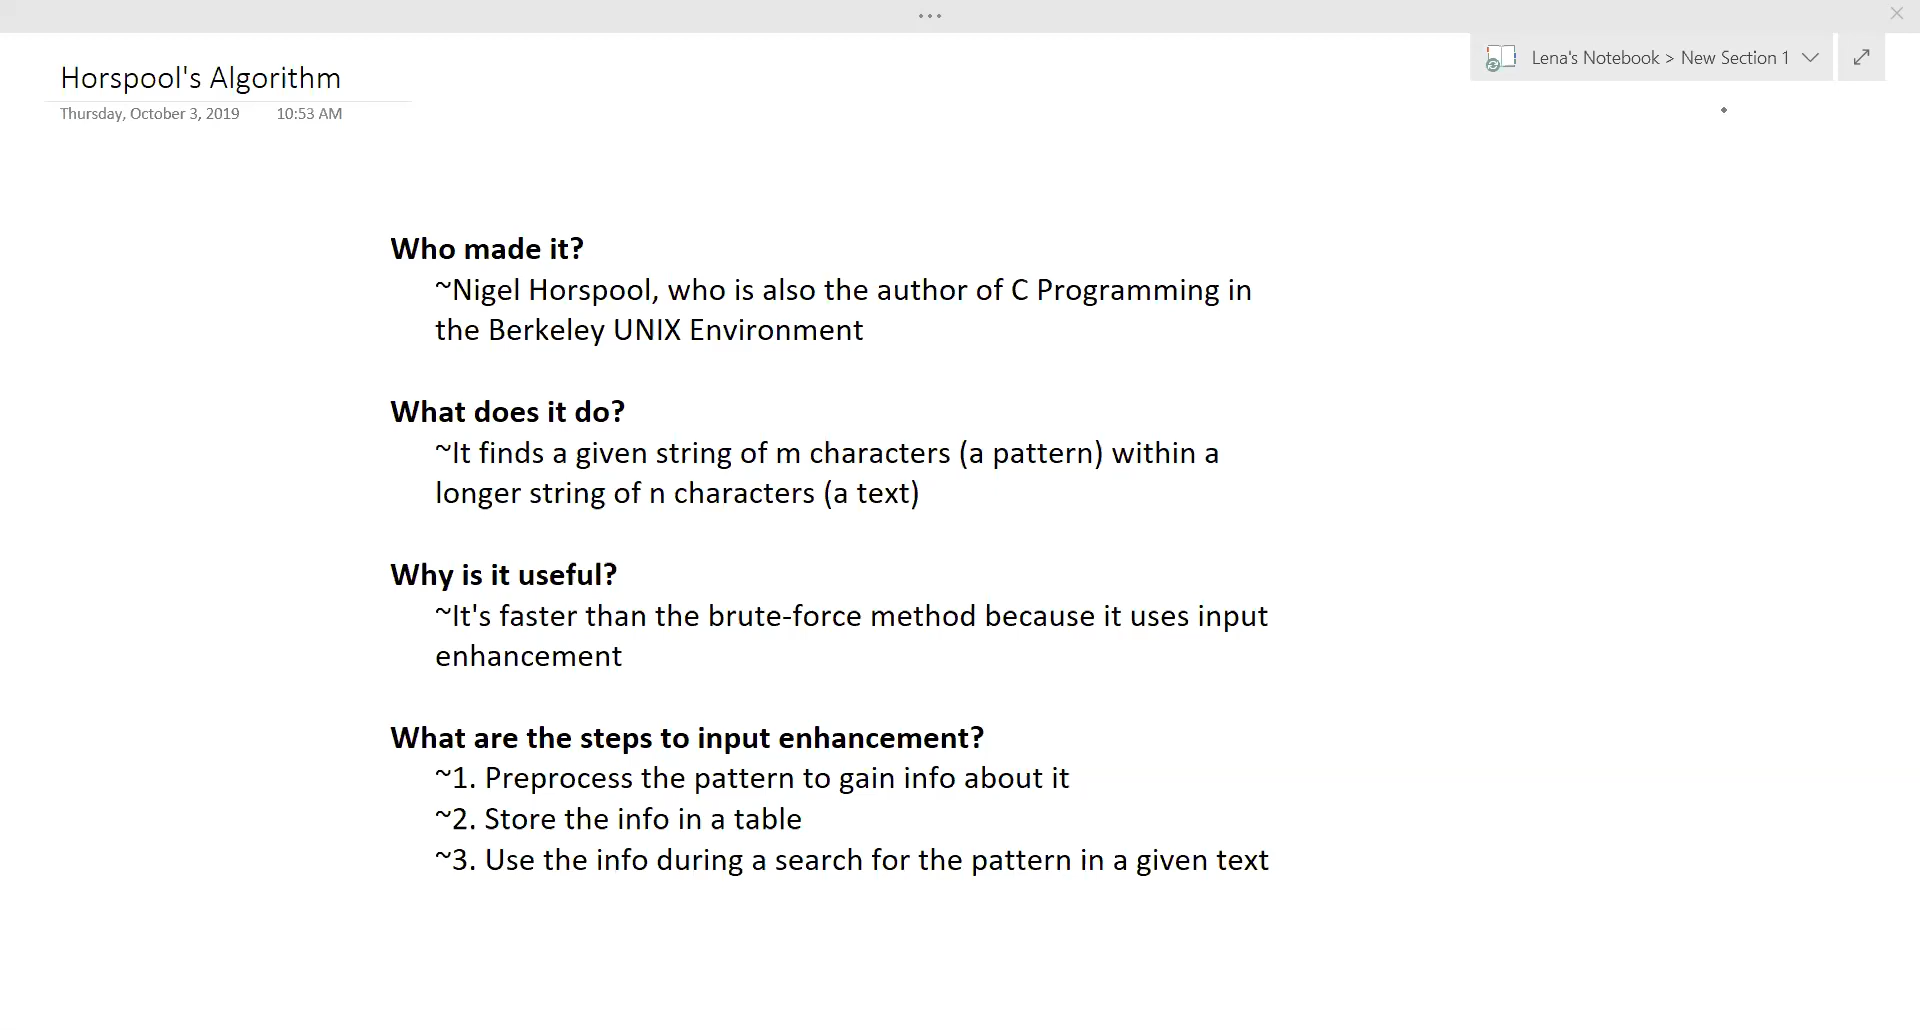 Lena's Notebook > New Section 1
Horspool's Algorithm
Thursday, October 3, 2019 10:53 AM
Who made it?
~Nigel Horspool, who is also the author of C Programming in
the Berkeley UNIX Environment
What does it do?
~It finds a given string of m characters (a pattern) within a
longer string of n characters (a text)
Why is it useful?
~It's faster than the brute-force method because it uses input
enhancement
What are the steps to input enhancement?
~1. Preprocess the pattern to gain info about it
~2. Store the info in a table
~3. Use the info during a search for the pattern in a given text